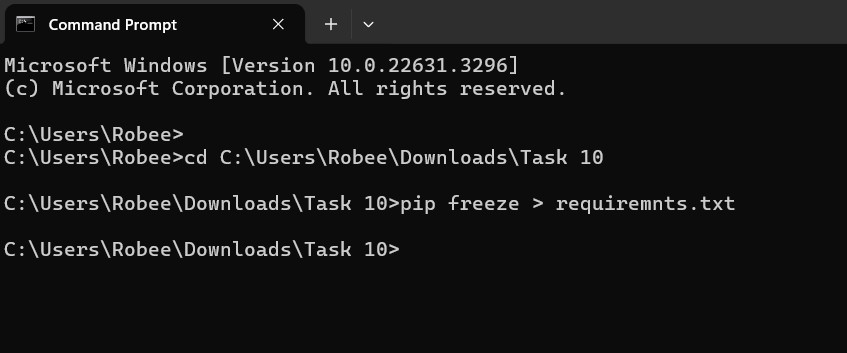 Command Prompt
Microsoft Windows [Version 10.0.22631.3296]
(c) Microsoft Corporation. All rights reserved.
C:\Users\Robee>
C:\Users\Robee>cd C:\Users\Robee\Downloads\Task 10
C:\Users\Robee\Downloads\Task 10>pip freeze > requiremnts.txt
C:\Users\Robee\Downloads\Task 10>